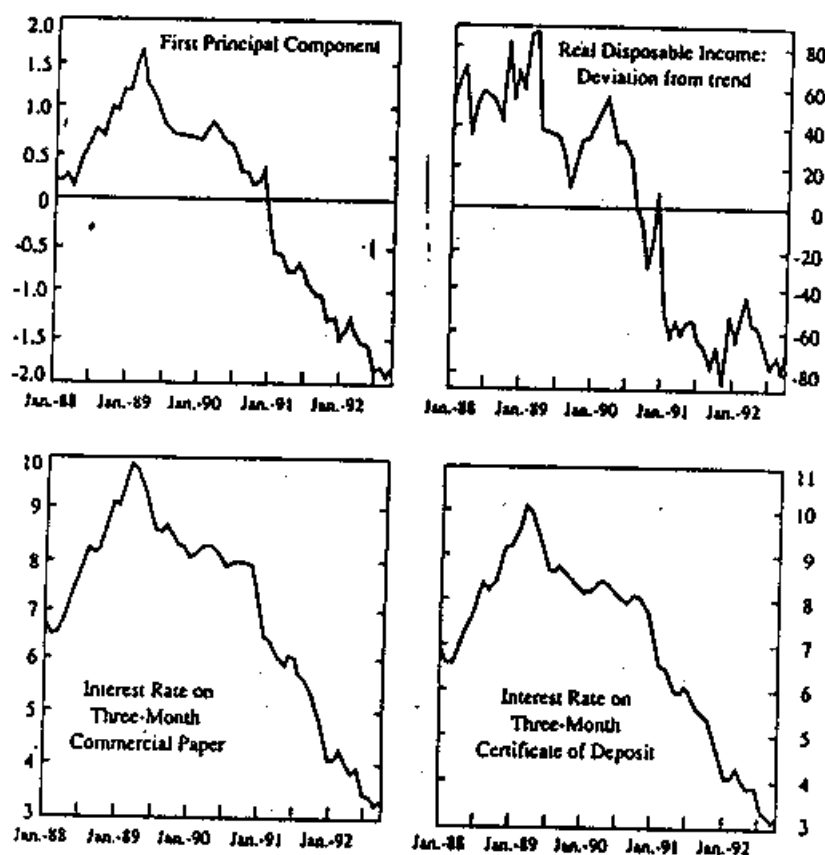 First Principal Component
2.0
1.5
1.0
0.5
0
-0.5
-1.0
-1.5
-2.0
Jan.-88 Jan.-89 Jan.-90 Jan.-91 Jan.-92
Real Disposable Income:
Deviation from trend
80
60
40
20
0
-20
-40
-60
-80
Jan.-88 Jan.-89 Jan.-90 Jan.-91 Jan.-92
10
9
8
7
6
5
4
3
Interest Rate on
Three-Month
Commercial Paper
Jan.-88 Jan.-89 Jan.-90 Jan.-91 Jan.-92
11
10
9
8
7
6
5
4
3
Interest Rate on
Three-Month
Certificate of Deposit
Jan.-88 Jan.-89 Jan.-90 Jan.-91 Jan.-92